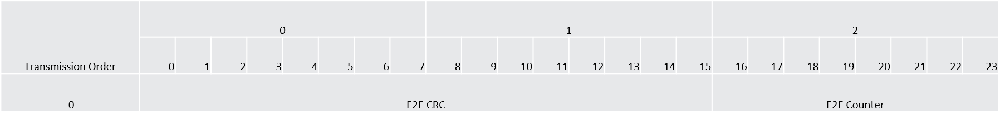 0 1 2
Transmission Order 0 1 2 3 4 5 6 7 8 9 10 11 12 13 14 15 16 17 18 19 20 21 22 23
0 E2E CRC E2E Counter